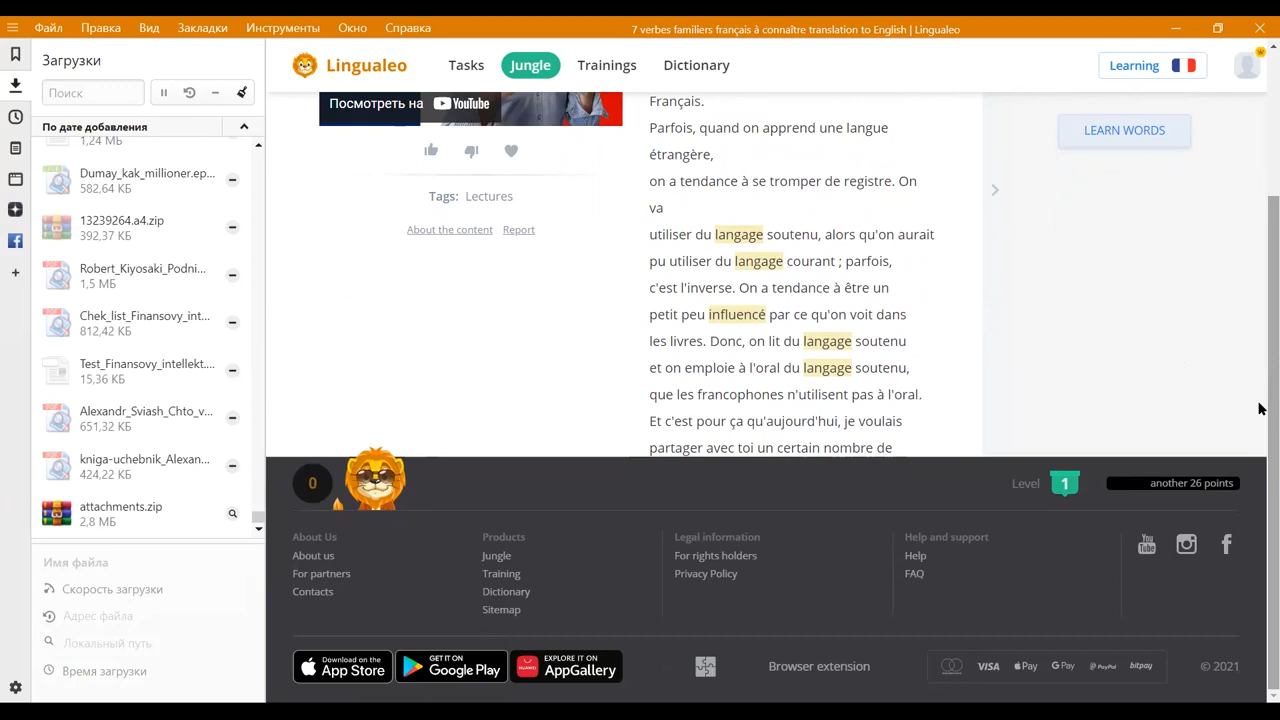 Файл Правка Вид Закладки Инструменты Окно Справка
7 verbes familiers français à connaître translation to English | Lingualeo
Загрузки
Поиск
По дате добавления
1,24 МБ
Dumay_kak_millioner.ep...
582,64 КБ
13239264.a4.zip
392,37 КБ
Robert_Kiyosaki_Podni...
1,5 МБ
Chek_list_Finansovy_int...
812,42 КБ
Test_Finansovy_intellekt...
15,36 КБ
Alexandr_Sviash_Chto_v...
651,32 КБ
kniga-uchebnik_Alexan...
424,22 КБ
attachments.zip
2,8 МБ
Имя файла
Скорость загрузки
Адрес файла
Локальный путь
Время загрузки
Lingualeo Tasks Jungle Trainings Dictionary Learning
Посмотреть на YouTube
Tags: Lectures
About the content Report
Français.
Parfois, quand on apprend une langue
étrangère,
on a tendance à se tromper de registre. On
va
utiliser du langage soutenu, alors qu'on aurait
pu utiliser du langage courant ; parfois,
c'est l'inverse. On a tendance à être un
petit peu influencé par ce qu'on voit dans
les livres. Donc, on lit du langage soutenu
et on emploie à l'oral du langage soutenu,
que les francophones n'utilisent pas à l'oral.
Et c'est pour ça qu'aujourd'hui, je voulais
partager avec toi un certain nombre de
LEARN WORDS
0
Level 1 another 26 points
About Us
About us
For partners
Contacts
Products
Jungle
Training
Dictionary
Sitemap
Legal information
For rights holders
Privacy Policy
Help and support
Help
FAQ
You Tube
Download on the App Store
GET IT ON Google Play
EXPLORE IT ON AppGallery
Browser extension
VISA Pay G Pay PayPal bitpay
© 2021